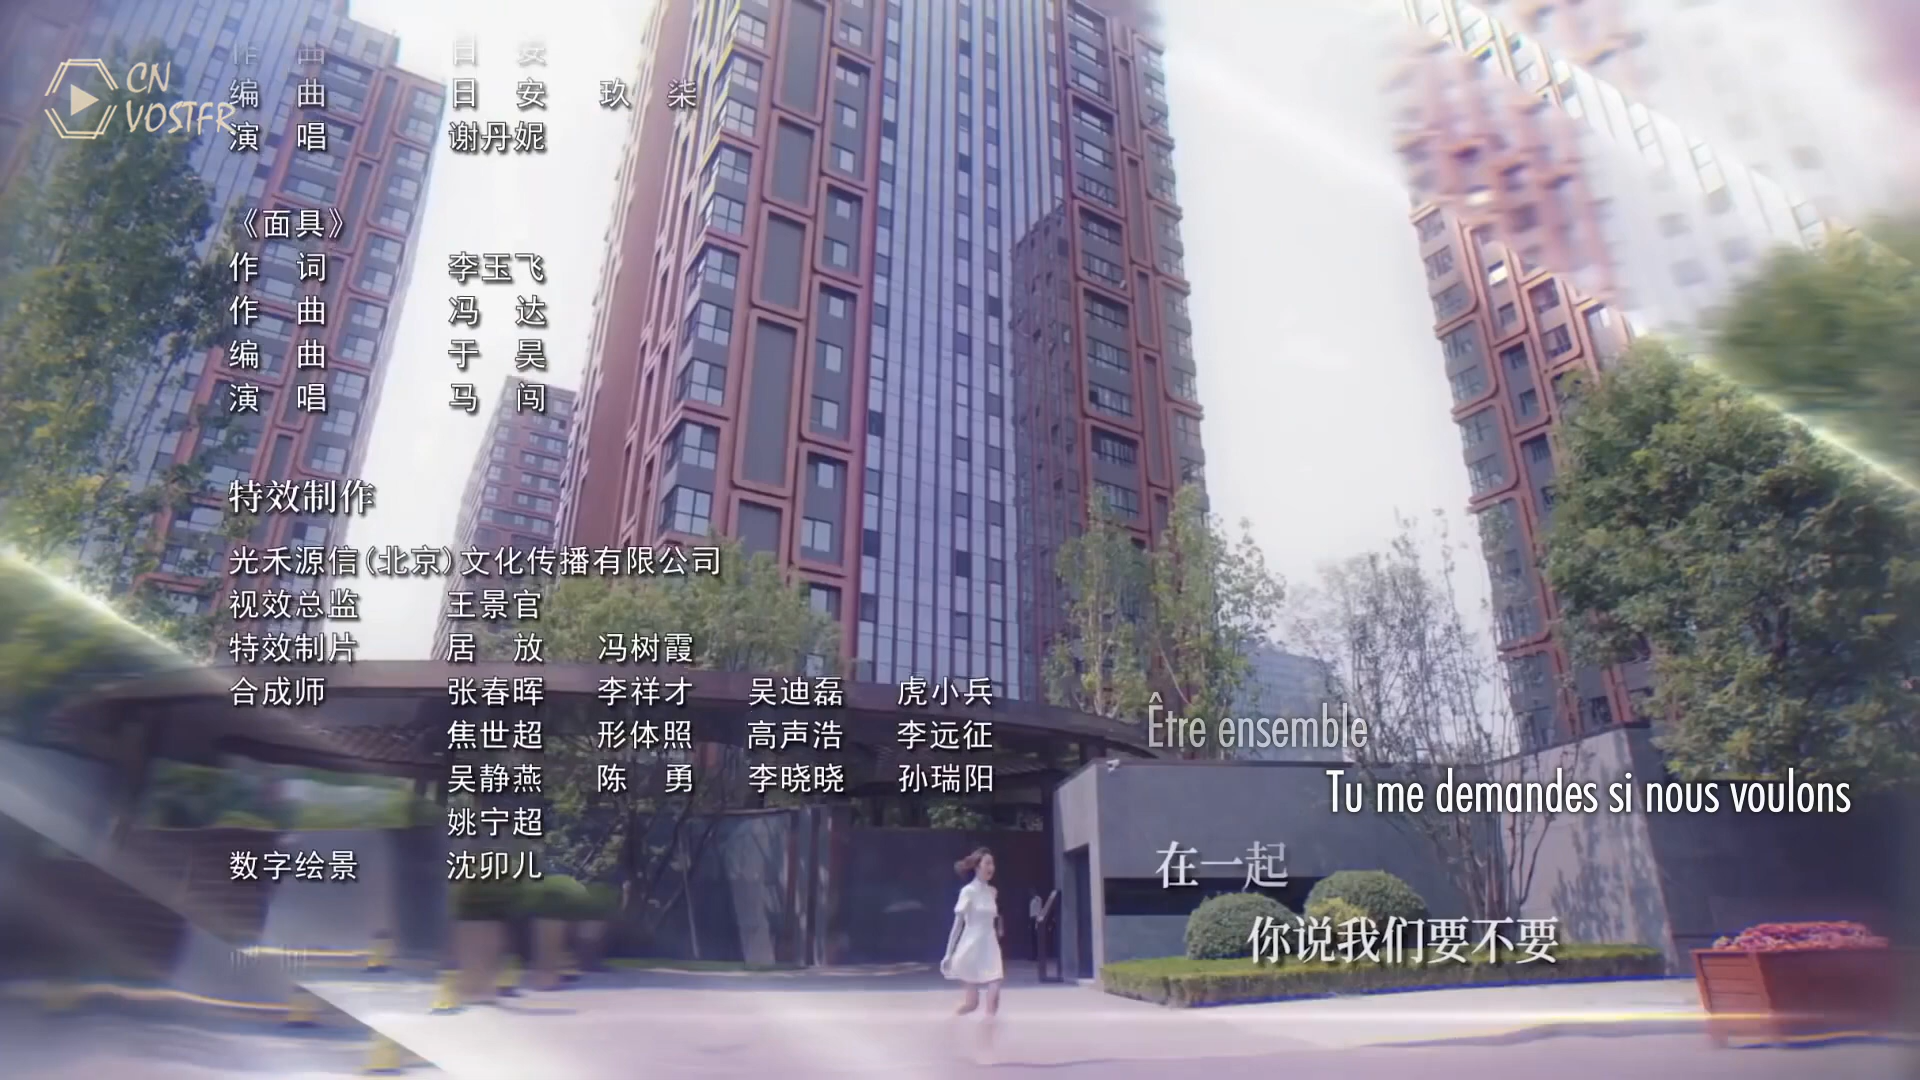 CN
VOSTFR
作 曲 日 安
编 曲 日 安 玖 柒
演 唱 谢丹妮
《面具》
作 词 李玉飞
作 曲 冯 达
编 曲 于 昊
演 唱 马 闯
特效制作
光禾源信(北京)文化传播有限公司
视效总监 王景官
特效制片 居 放 冯树霞
合成师 张春晖 李祥才 吴迪磊 虎小兵
焦世超 形体照 高声浩 李远征
吴静燕 陈 勇 李晓晓 孙瑞阳
姚宁超
数字绘景 沈卯儿
Être ensemble
Tu me demandes si nous voulons
在一起
你说我们要不要